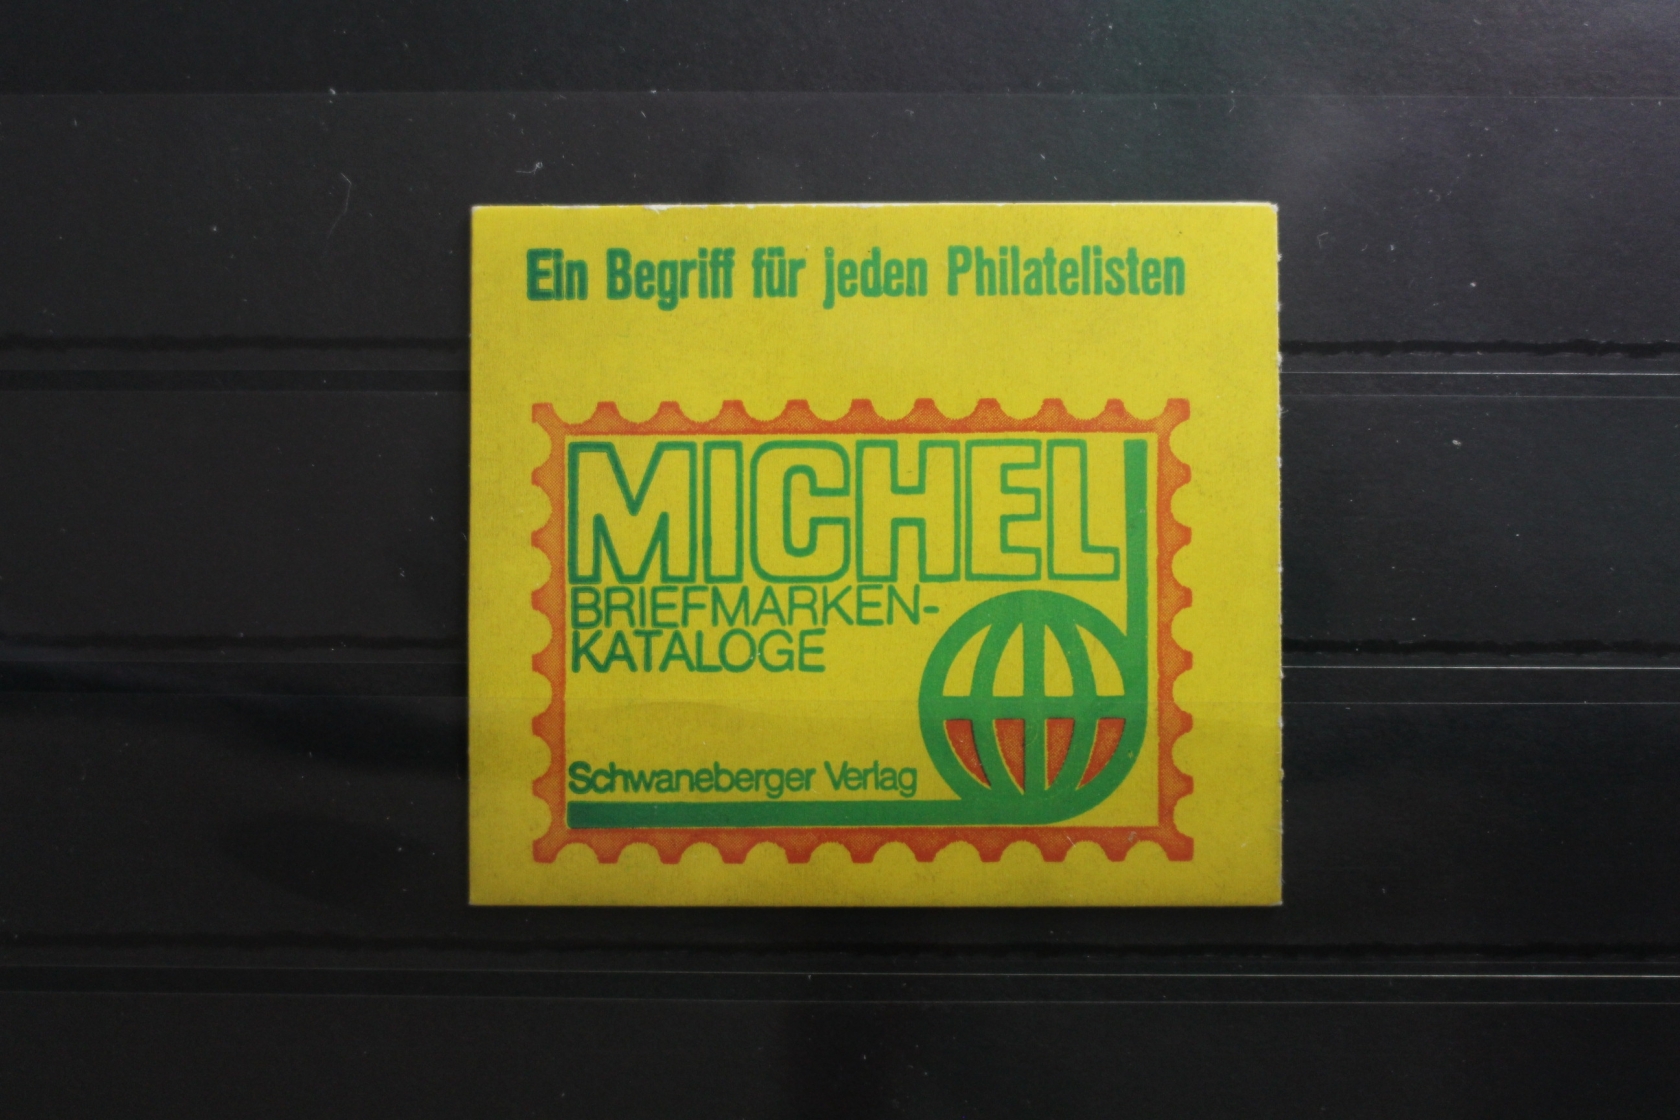 Ein Begriff für jeden Philatelisten
MICHEL
BRIEFMARKEN-
KATALOGE
Schwaneberger Verlag